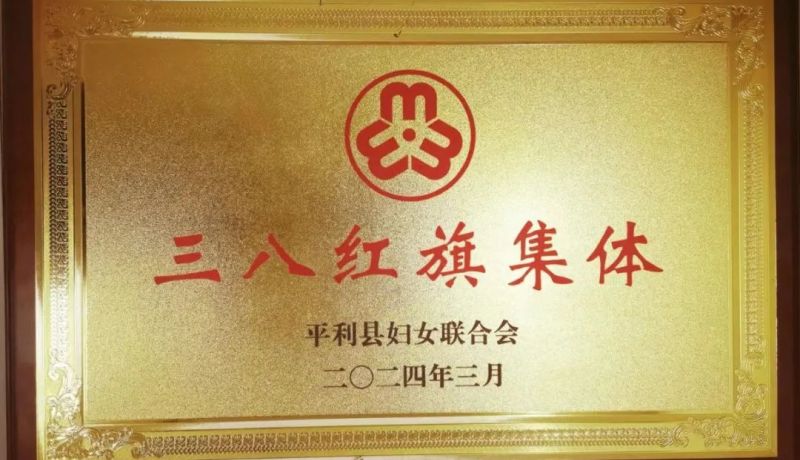 三八红旗集体
平利县妇女联合会
二〇二四年三月